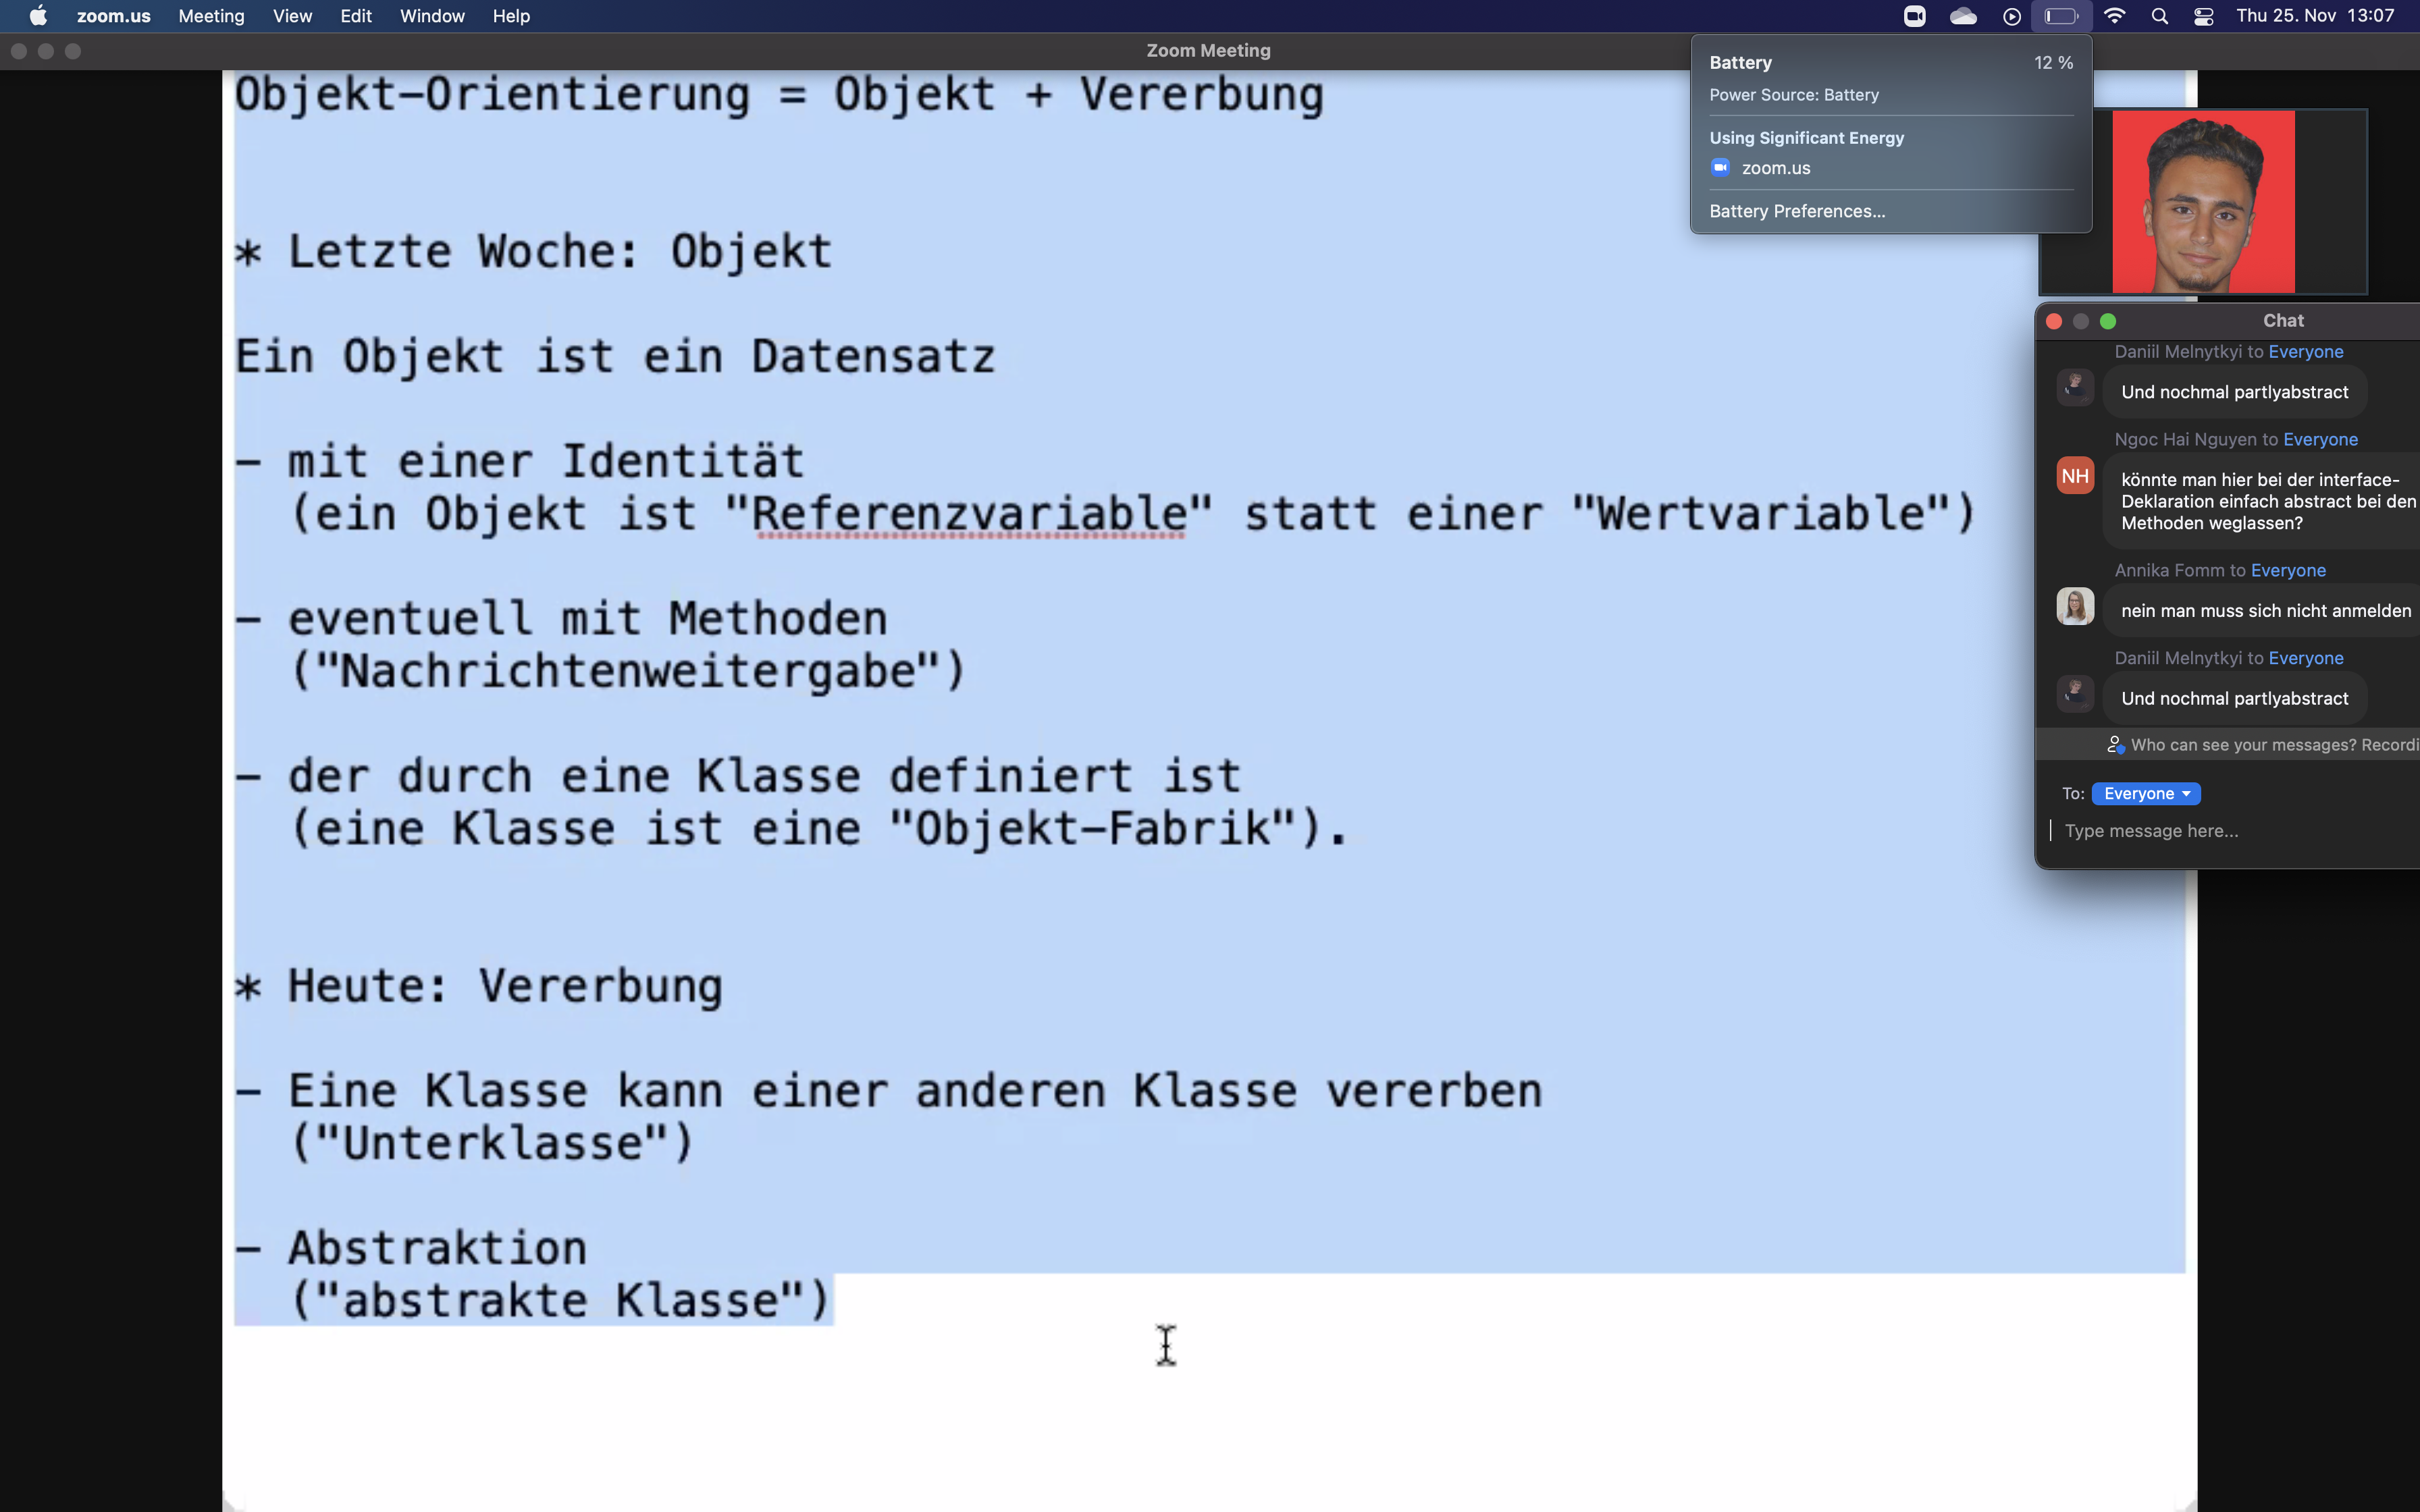 zoom.us Meeting View Edit Window Help
Thu 25. Nov 13:07
Zoom Meeting
Objekt-Orientierung = Objekt + Vererbung
* Letzte Woche: Objekt
Ein Objekt ist ein Datensatz
- mit einer Identität
(ein Objekt ist "Referenzvariable" statt einer "Wertvariable")
- eventuell mit Methoden
("Nachrichtenweitergabe")
- der durch eine Klasse definiert ist
(eine Klasse ist eine "Objekt-Fabrik").
* Heute: Vererbung
- Eine Klasse kann einer anderen Klasse vererben
("Unterklasse")
- Abstraktion
("abstrakte Klasse")
Battery 12 %
Power Source: Battery
Using Significant Energy
zoom.us
Battery Preferences...
Chat
Daniil Melnytkyi to Everyone
Und nochmal partlyabstract
Ngoc Hai Nguyen to Everyone
NH
könnte man hier bei der interface-
Deklaration einfach abstract bei den
Methoden weglassen?
Annika Fomm to Everyone
nein man muss sich nicht anmelden
Daniil Melnytkyi to Everyone
Und nochmal partlyabstract
Who can see your messages? Recordi
To: Everyone
Type message here...